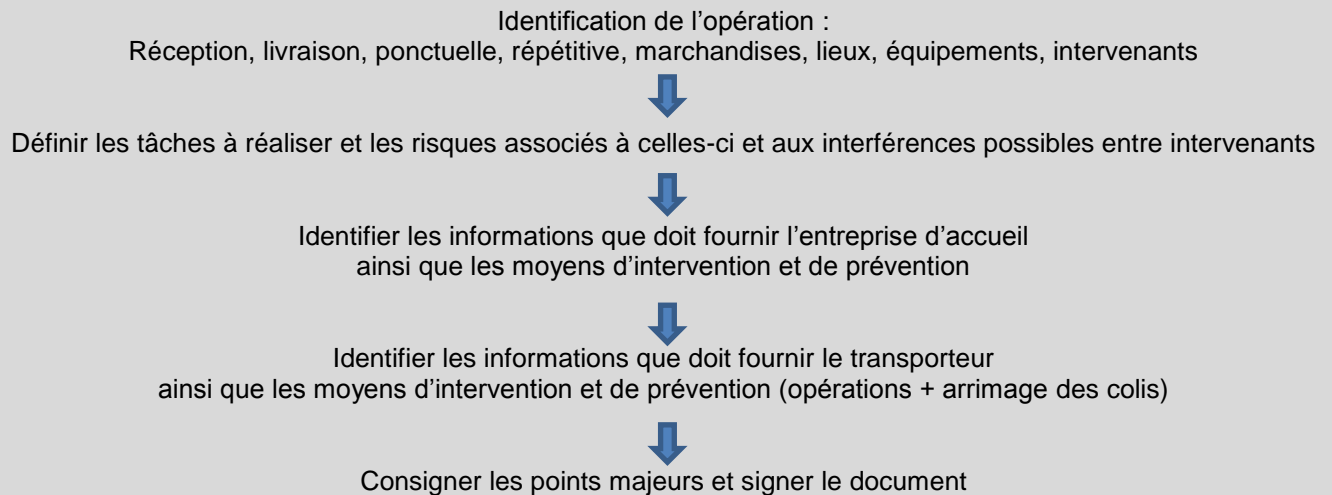 Identification de l’opération :
Réception, livraison, ponctuelle, répétitive, marchandises, lieux, équipements, intervenants
Définir les tâches à réaliser et les risques associés à celles-ci et aux interférences possibles entre intervenants
Identifier les informations que doit fournir l’entreprise d’accueil
ainsi que les moyens d’intervention et de prévention
Identifier les informations que doit fournir le transporteur
ainsi que les moyens d’intervention et de prévention (opérations + arrimage des colis)
Consigner les points majeurs et signer le document